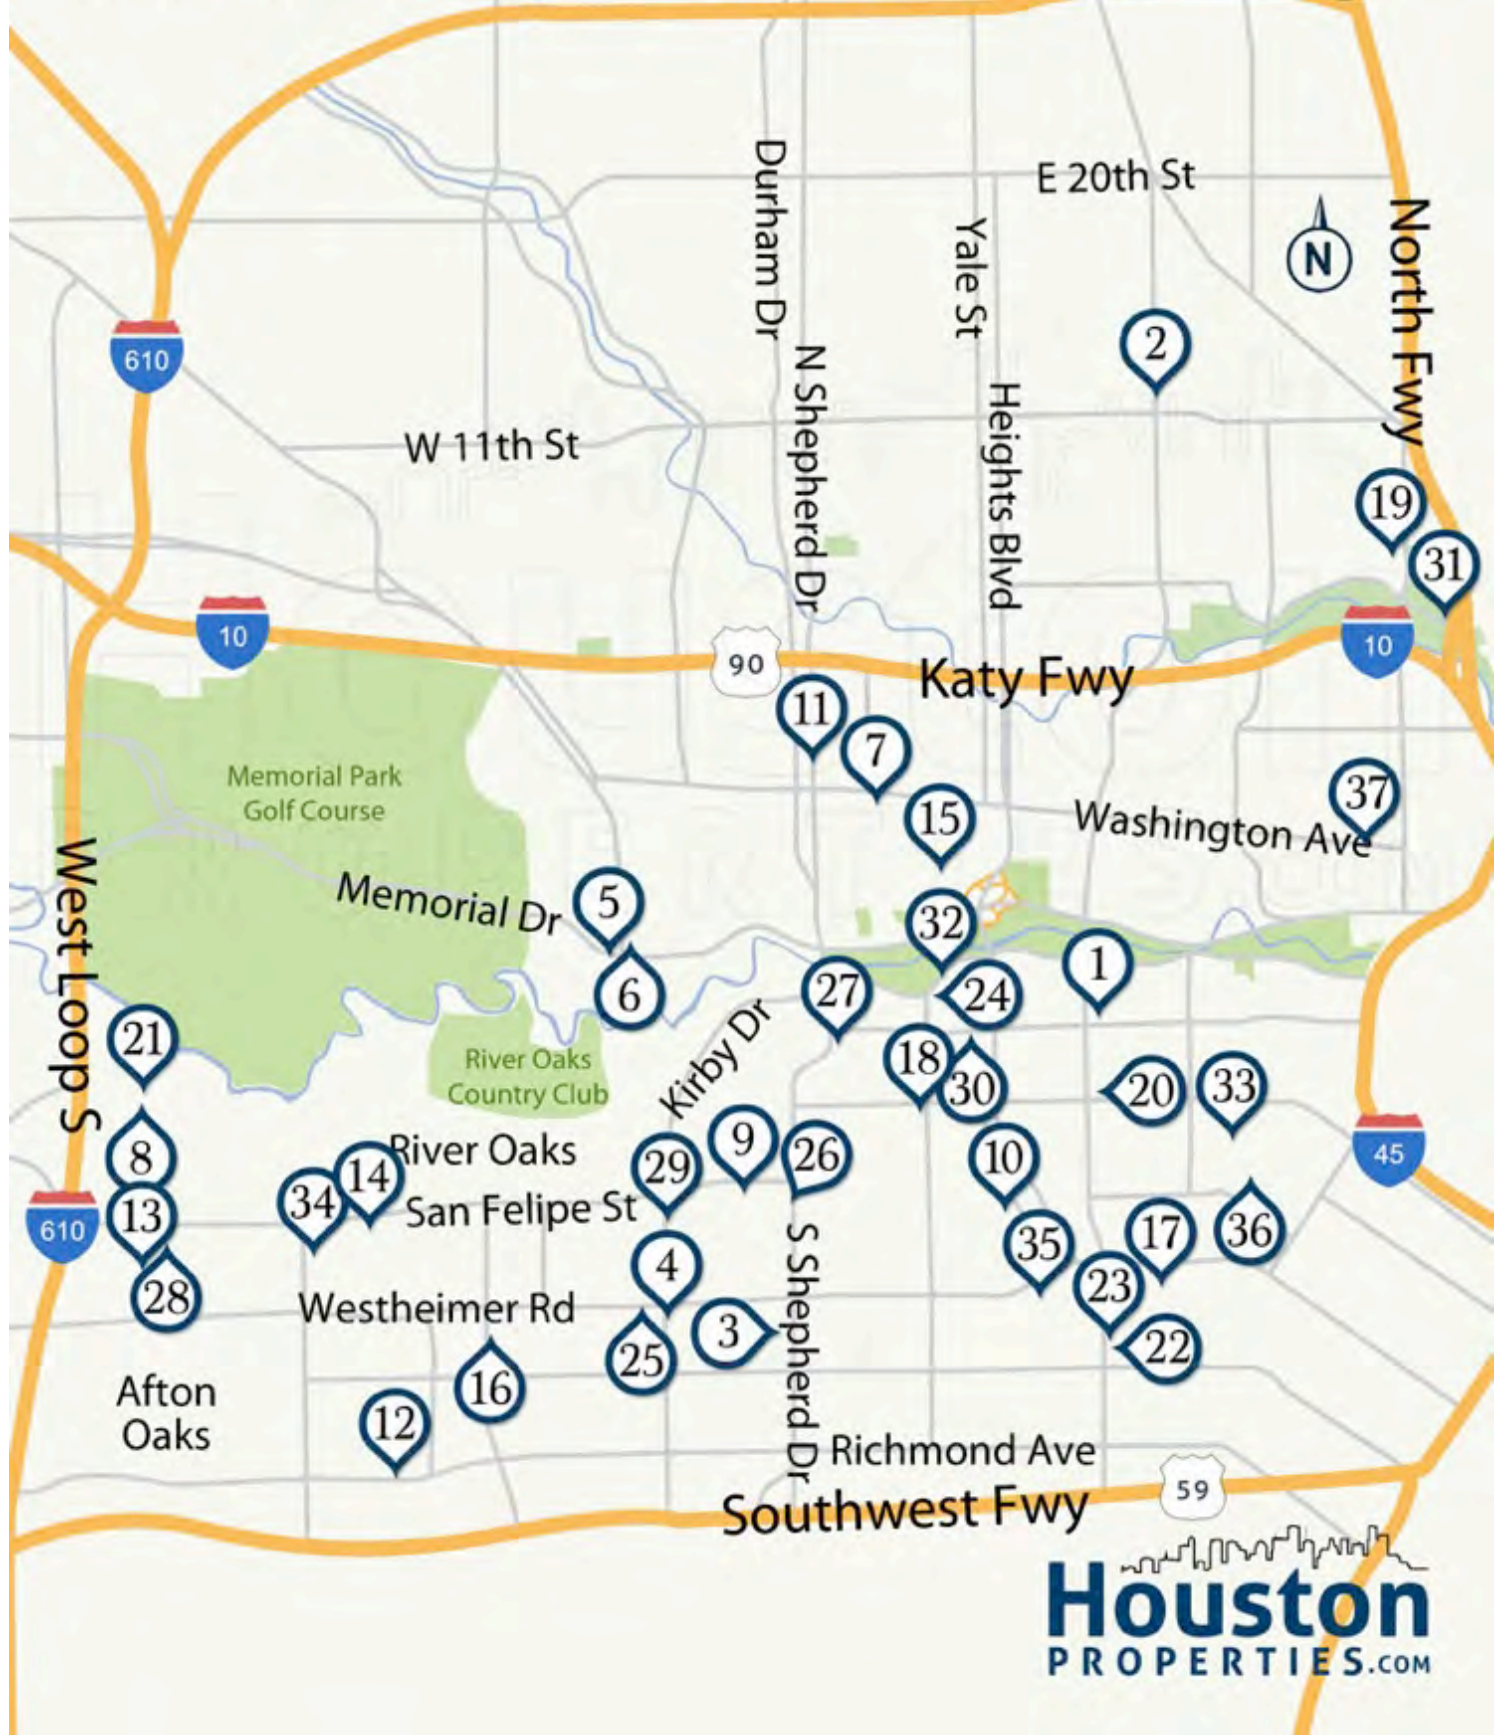 Durham Dr
E 20th St
Yale St
N
North Fwy
2
610
N Shepherd Dr
Heights Blvd
W 11th St
19
31
10
10
90
Katy Fwy
11
7
Memorial Park
Golf Course
37
15
Washington Ave
West Loop S
Memorial Dr
5
32
1
6
27
24
21
Kirby Dr
River Oaks
Country Club
18
30
20
33
8
River Oaks
9
26
10
45
29
14
34
San Felipe St
13
610
17
36
35
4
S Shepherd Dr
28
Westheimer Rd
23
3
22
25
16
Afton
Oaks
12
Richmond Ave
59
Southwest Fwy
Houston
PROPERTIES.COM